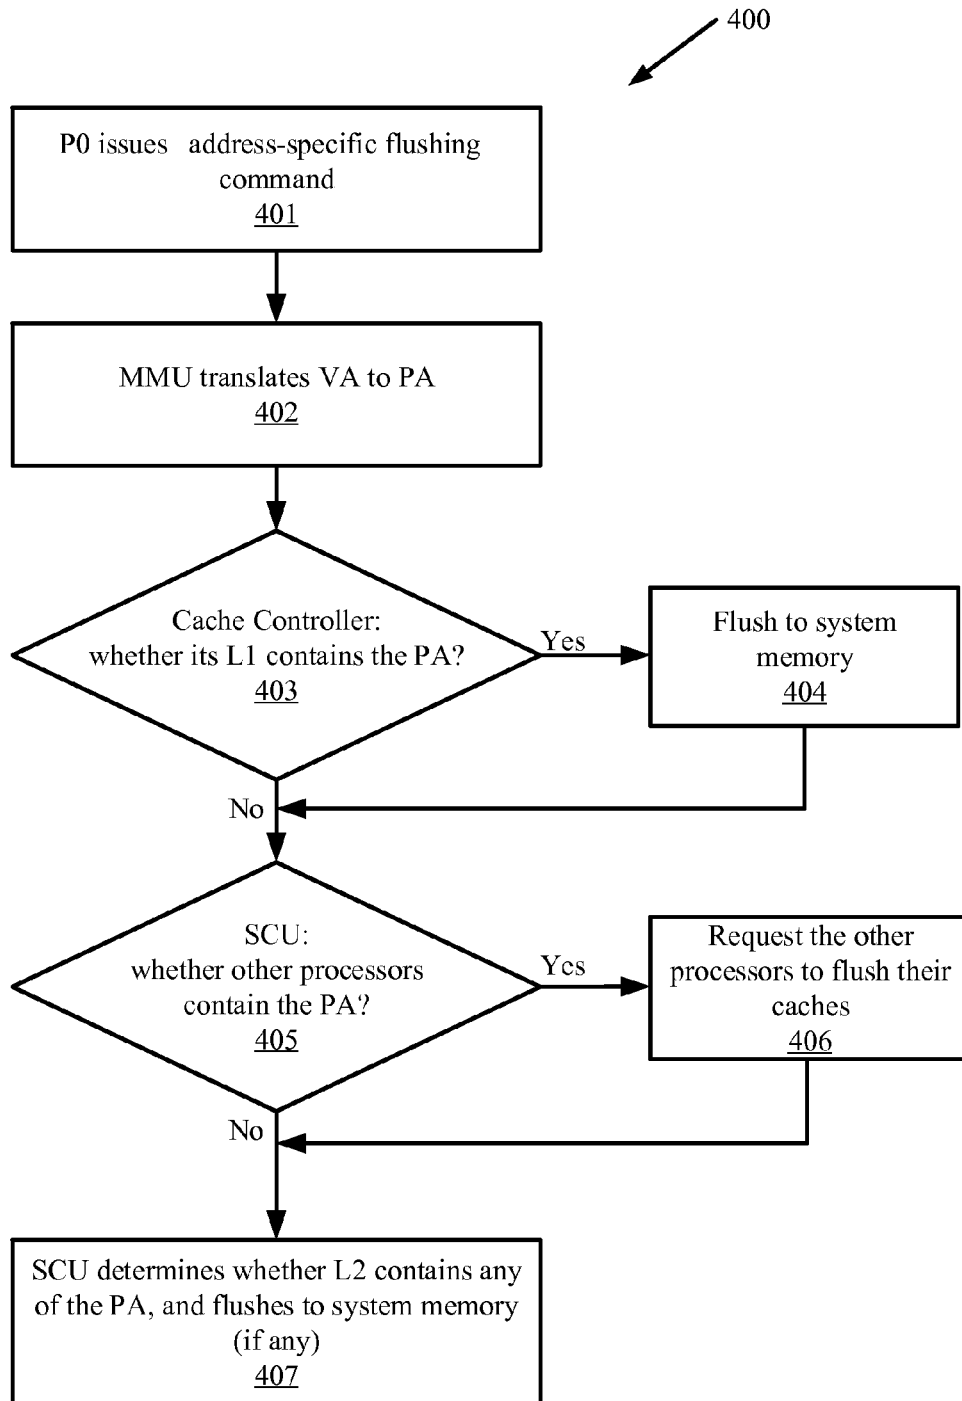 400
P0 issues address-specific flushing
command
401
MMU translates VA to PA
402
Cache Controller:
whether its L1 contains the PA?
403
Yes
Flush to system
memory
404
No
SCU:
whether other processors
contain the PA?
405
Yes
Request the other
processors to flush their
caches
406
No
SCU determines whether L2 contains any
of the PA, and flushes to system memory
(if any)
407